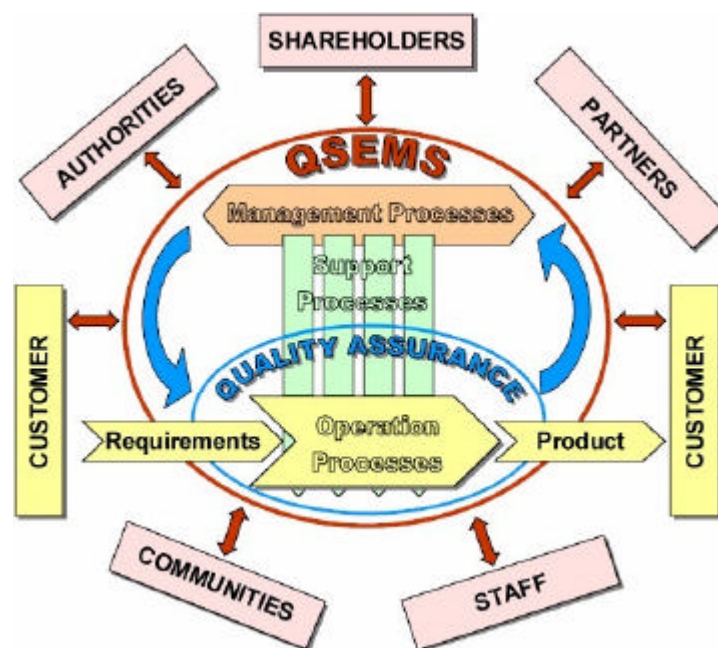 SHAREHOLDERS
AUTHORITIES
PARTNERS
QSEMS
Management Processes
Support
Processes
QUALITY ASSURANCE
CUSTOMER
Requirements
Operation
Processes
Product
CUSTOMER
COMMUNITIES
STAFF